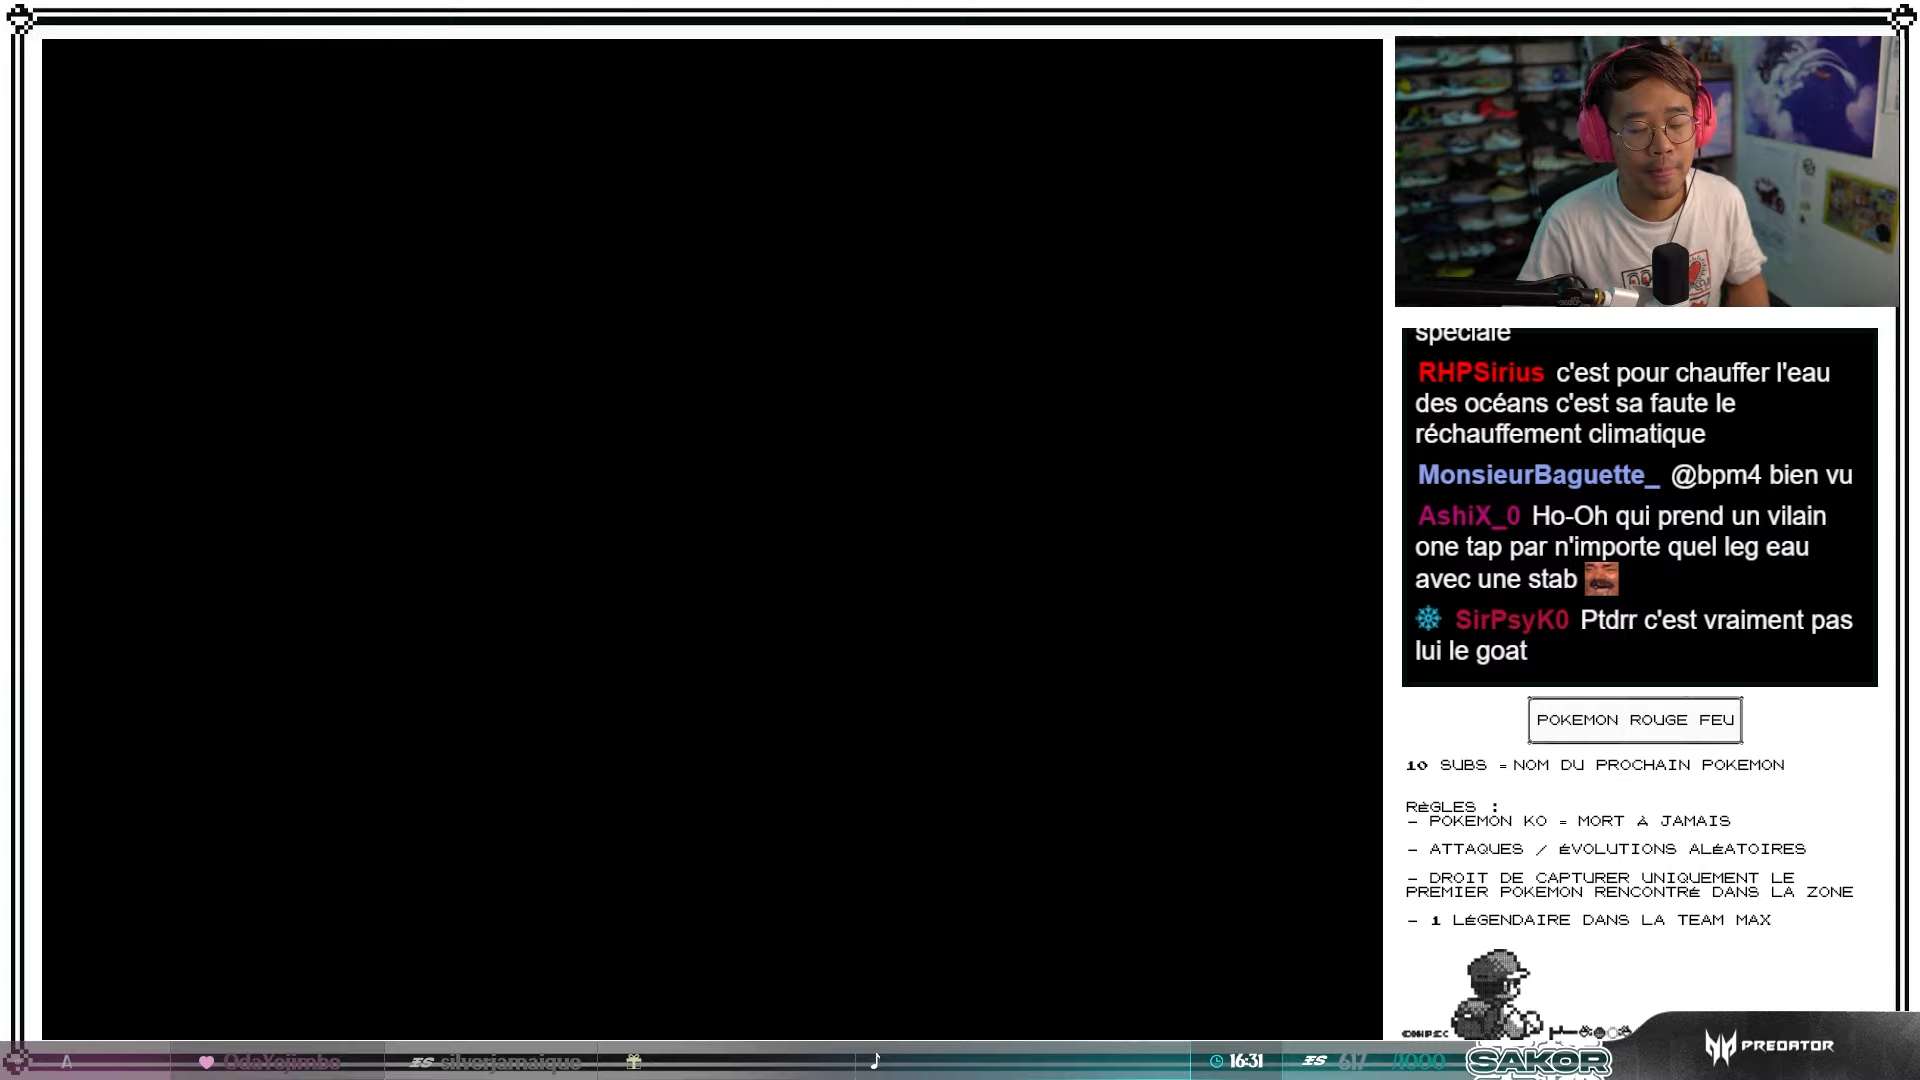 spéciale
RHPSirius c'est pour chauffer l'eau
des océans c'est sa faute le
réchauffement climatique
MonsieurBaguette_ @bpm4 bien vu
AshiX_0 Ho-Oh qui prend un vilain
one tap par n'importe quel leg eau
avec une stab
SirPsyK0 Ptdrr c'est vraiment pas
lui le goat
POKEMON ROUGE FEU
10 SUBS = NOM DU PROCHAIN POKEMON
RÈGLES :
- POKEMON KO = MORT À JAMAIS
- ATTAQUES / ÉVOLUTIONS ALÉATOIRES
- DROIT DE CAPTURER UNIQUEMENT LE
PREMIER POKEMON RENCONTRÉ DANS LA ZONE
- 1 LÉGENDAIRE DANS LA TEAM MAX
A
OdaYojimbo
silverjamaique
16:31
617 /1000
SAKOR
PREDATOR